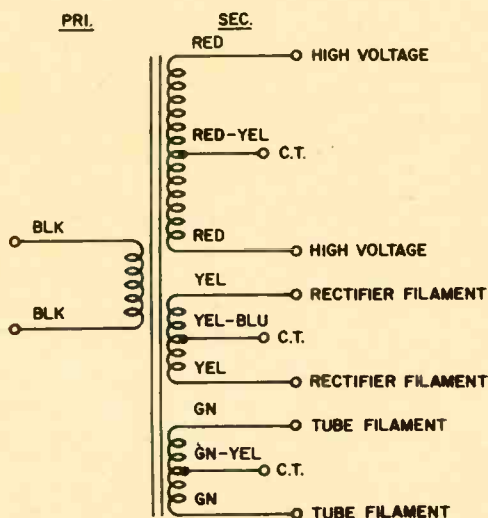 PRI. SEC.
RED HIGH VOLTAGE
RED-YEL C.T.
BLK
RED HIGH VOLTAGE
YEL RECTIFIER FILAMENT
BLK YEL-BLU C.T.
YEL RECTIFIER FILAMENT
GN TUBE FILAMENT
GN-YEL C.T.
GN TUBE FILAMENT